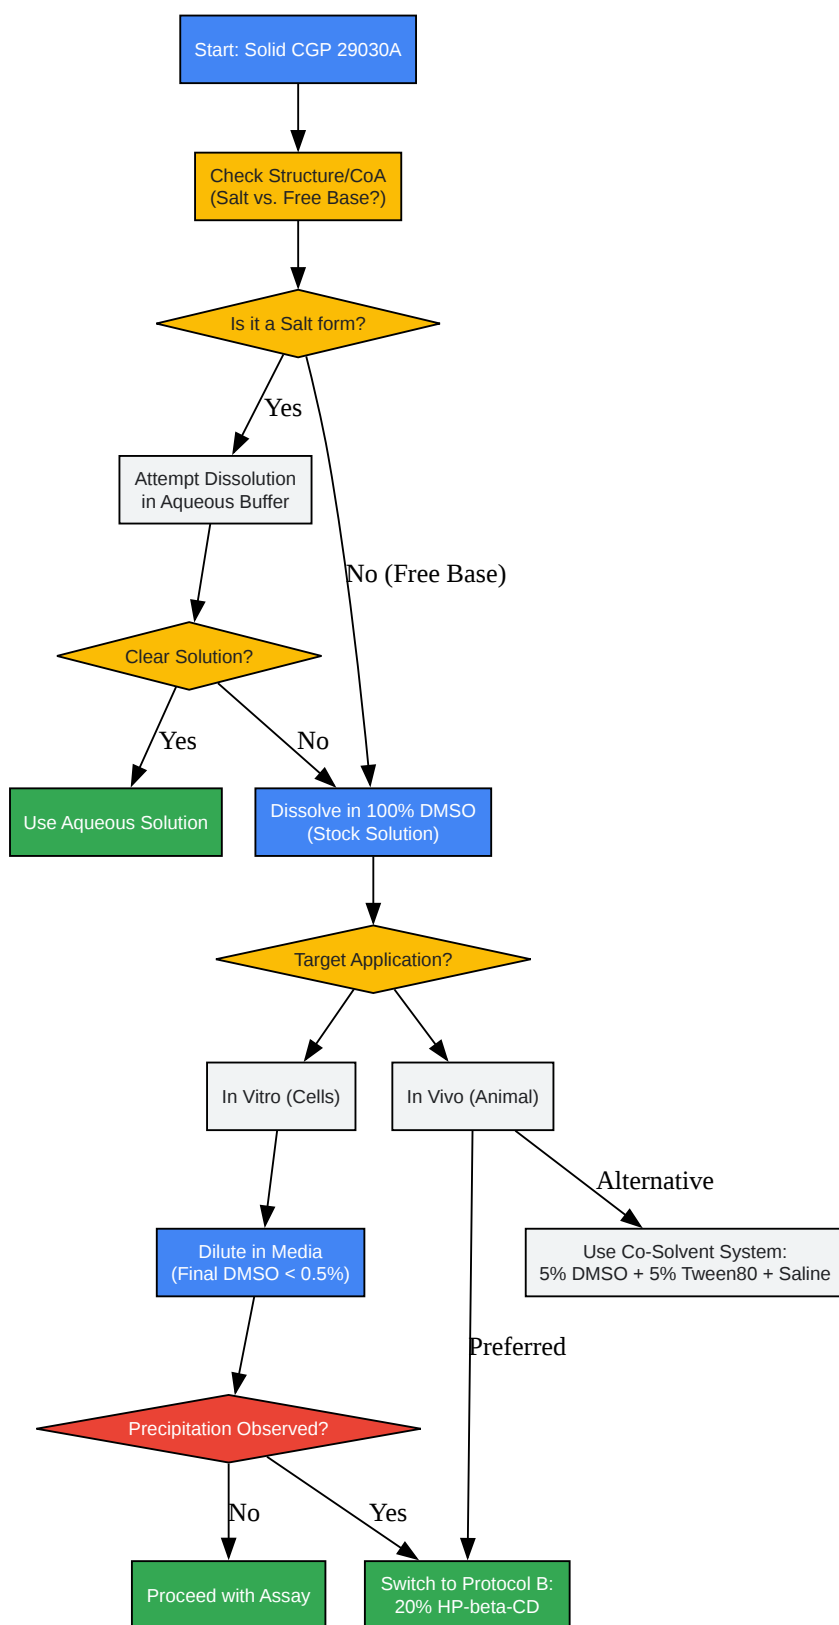 Start: Solid CGP 29030A
Check Structure/CoA
(Salt vs. Free Base?)
Is it a Salt form?
Yes
Attempt Dissolution
in Aqueous Buffer
No (Free Base)
Clear Solution?
Yes
No
Use Aqueous Solution
Dissolve in 100% DMSO
(Stock Solution)
Target Application?
In Vitro (Cells)
In Vivo (Animal)
Alternative
Dilute in Media
(Final DMSO < 0.5%)
Use Co-Solvent System:
5% DMSO + 5% Tween80 + Saline
Preferred
Precipitation Observed?
No
Yes
Proceed with Assay
Switch to Protocol B:
20% HP-beta-CD